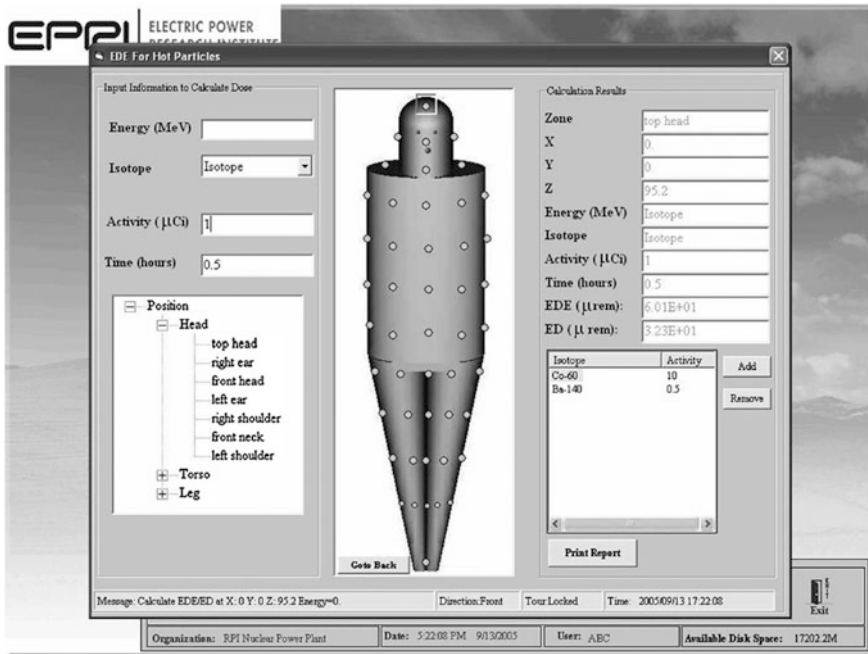 EPRI
ELECTRIC POWER
RESEARCH INSTITUTE
EDE For Hot Particles
Input Information to Calculate Dose
Energy (MeV)
Isotope Isotope
Activity (μCi) 1
Time (hours) 0.5
Position
Head
top head
right ear
front head
left ear
right shoulder
front neck
left shoulder
Torso
Leg
Goto Back
Calculation Results
Zone top head
X 0.
Y 0.
Z 95.2
Energy (MeV) Isotope
Isotope Isotope
Activity (μCi) 1
Time (hours) 0.5
EDE (μrem): 6.01E+01
ED (μ rem): 3.23E+01
Isotope Activity
Co-60 10
Ba-140 0.5
Add
Remove
Print Report
Message: Calculate EDE/ED at X: 0 Y: 0 Z: 95.2 Energy=0. Direction:Front Tour:Locked Time: 2005/09/13 17:22:08
EXIT
Exit
Organization: RPI Nuclear Power Plant Date: 5:22:08 PM 9/13/2005 User: ABC Available Disk Space: 17202.2M